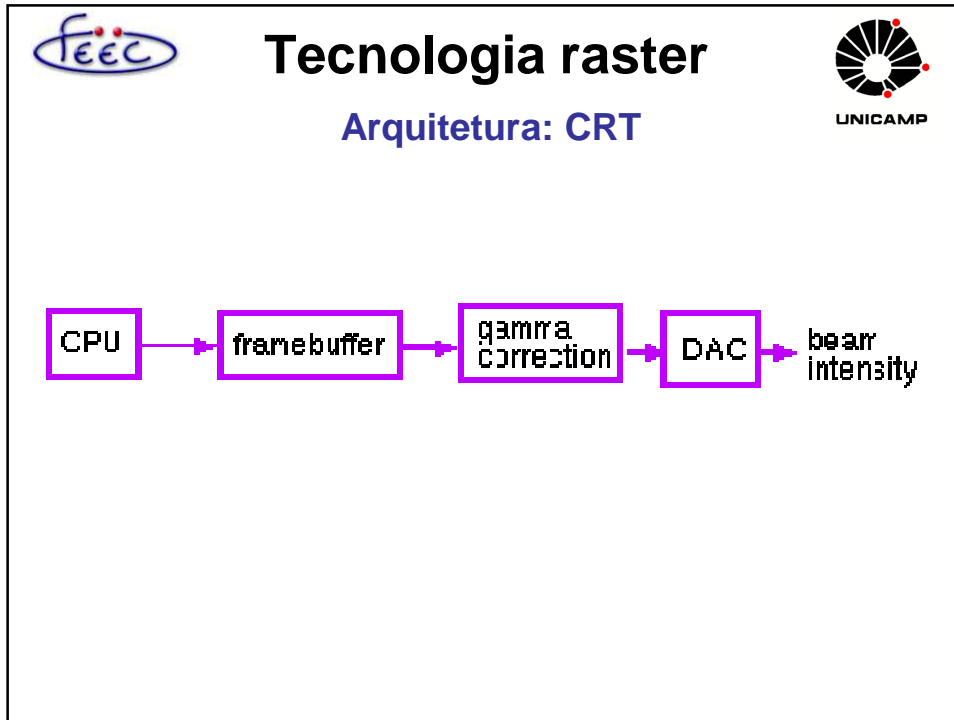 feec
Tecnologia raster
UNICAMP
Arquitetura: CRT
CPU
framebuffer
gamma
correction
DAC
beam
intensity